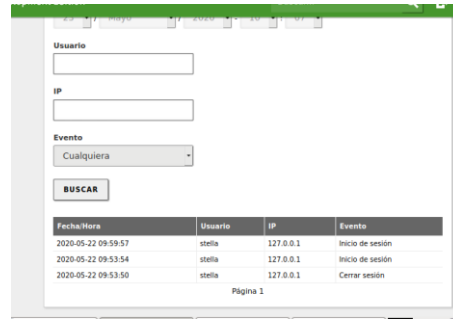 Usuario
IP
Evento
Cualquiera
BUSCAR
Fecha/Hora Usuario IP Evento
2020-05-22 09:59:57 stella 127.0.0.1 Inicio de sesión
2020-05-22 09:53:54 stella 127.0.0.1 Inicio de sesión
2020-05-22 09:53:50 stella 127.0.0.1 Cerrar sesión
Página 1